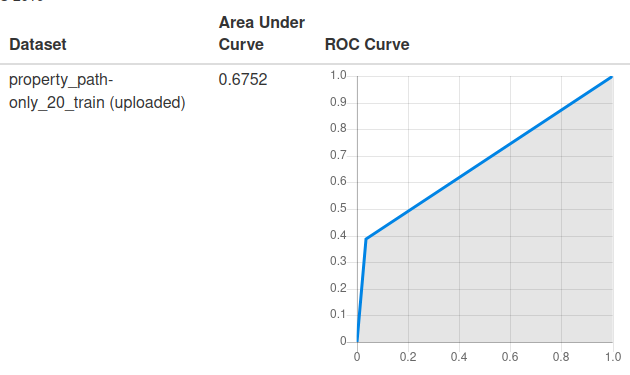 Area Under
Dataset Curve ROC Curve
property_path- 0.6752
only_20_train (uploaded)
1.0
0.9
0.8
0.7
0.6
0.5
0.4
0.3
0.2
0.1
0
0 0.2 0.4 0.6 0.8 1.0